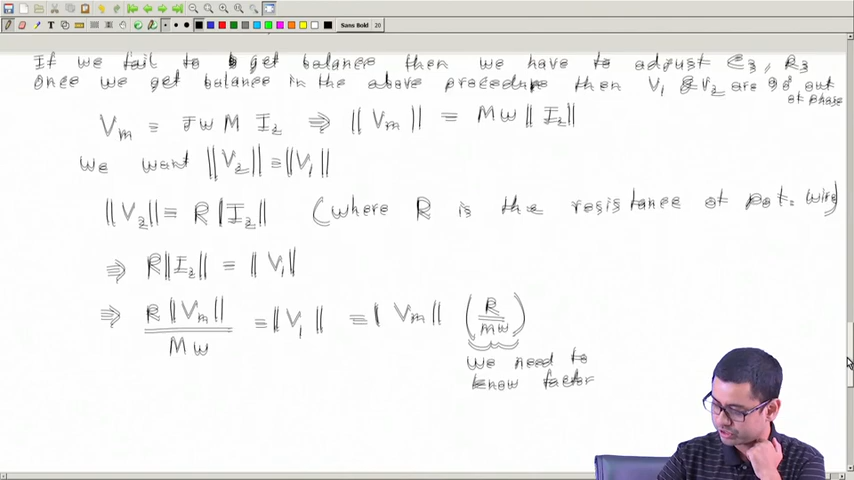 Sans Bold 20
If we fail to get balance then we have to adjust C3, R3
Once we get balance in the above procedure then V1 & V2 are 90° out of phase
Vm = JωM I2 ⇒ ||Vm|| = Mω||I2||
We want ||V2|| = ||V1||
||V2|| = R||I2|| (where R is the resistance of pot. wire)
⇒ R||I2|| = ||V1||
⇒ R||Vm|| / Mω = ||V1|| = ||Vm|| (R/Mω)
We need to
know factor